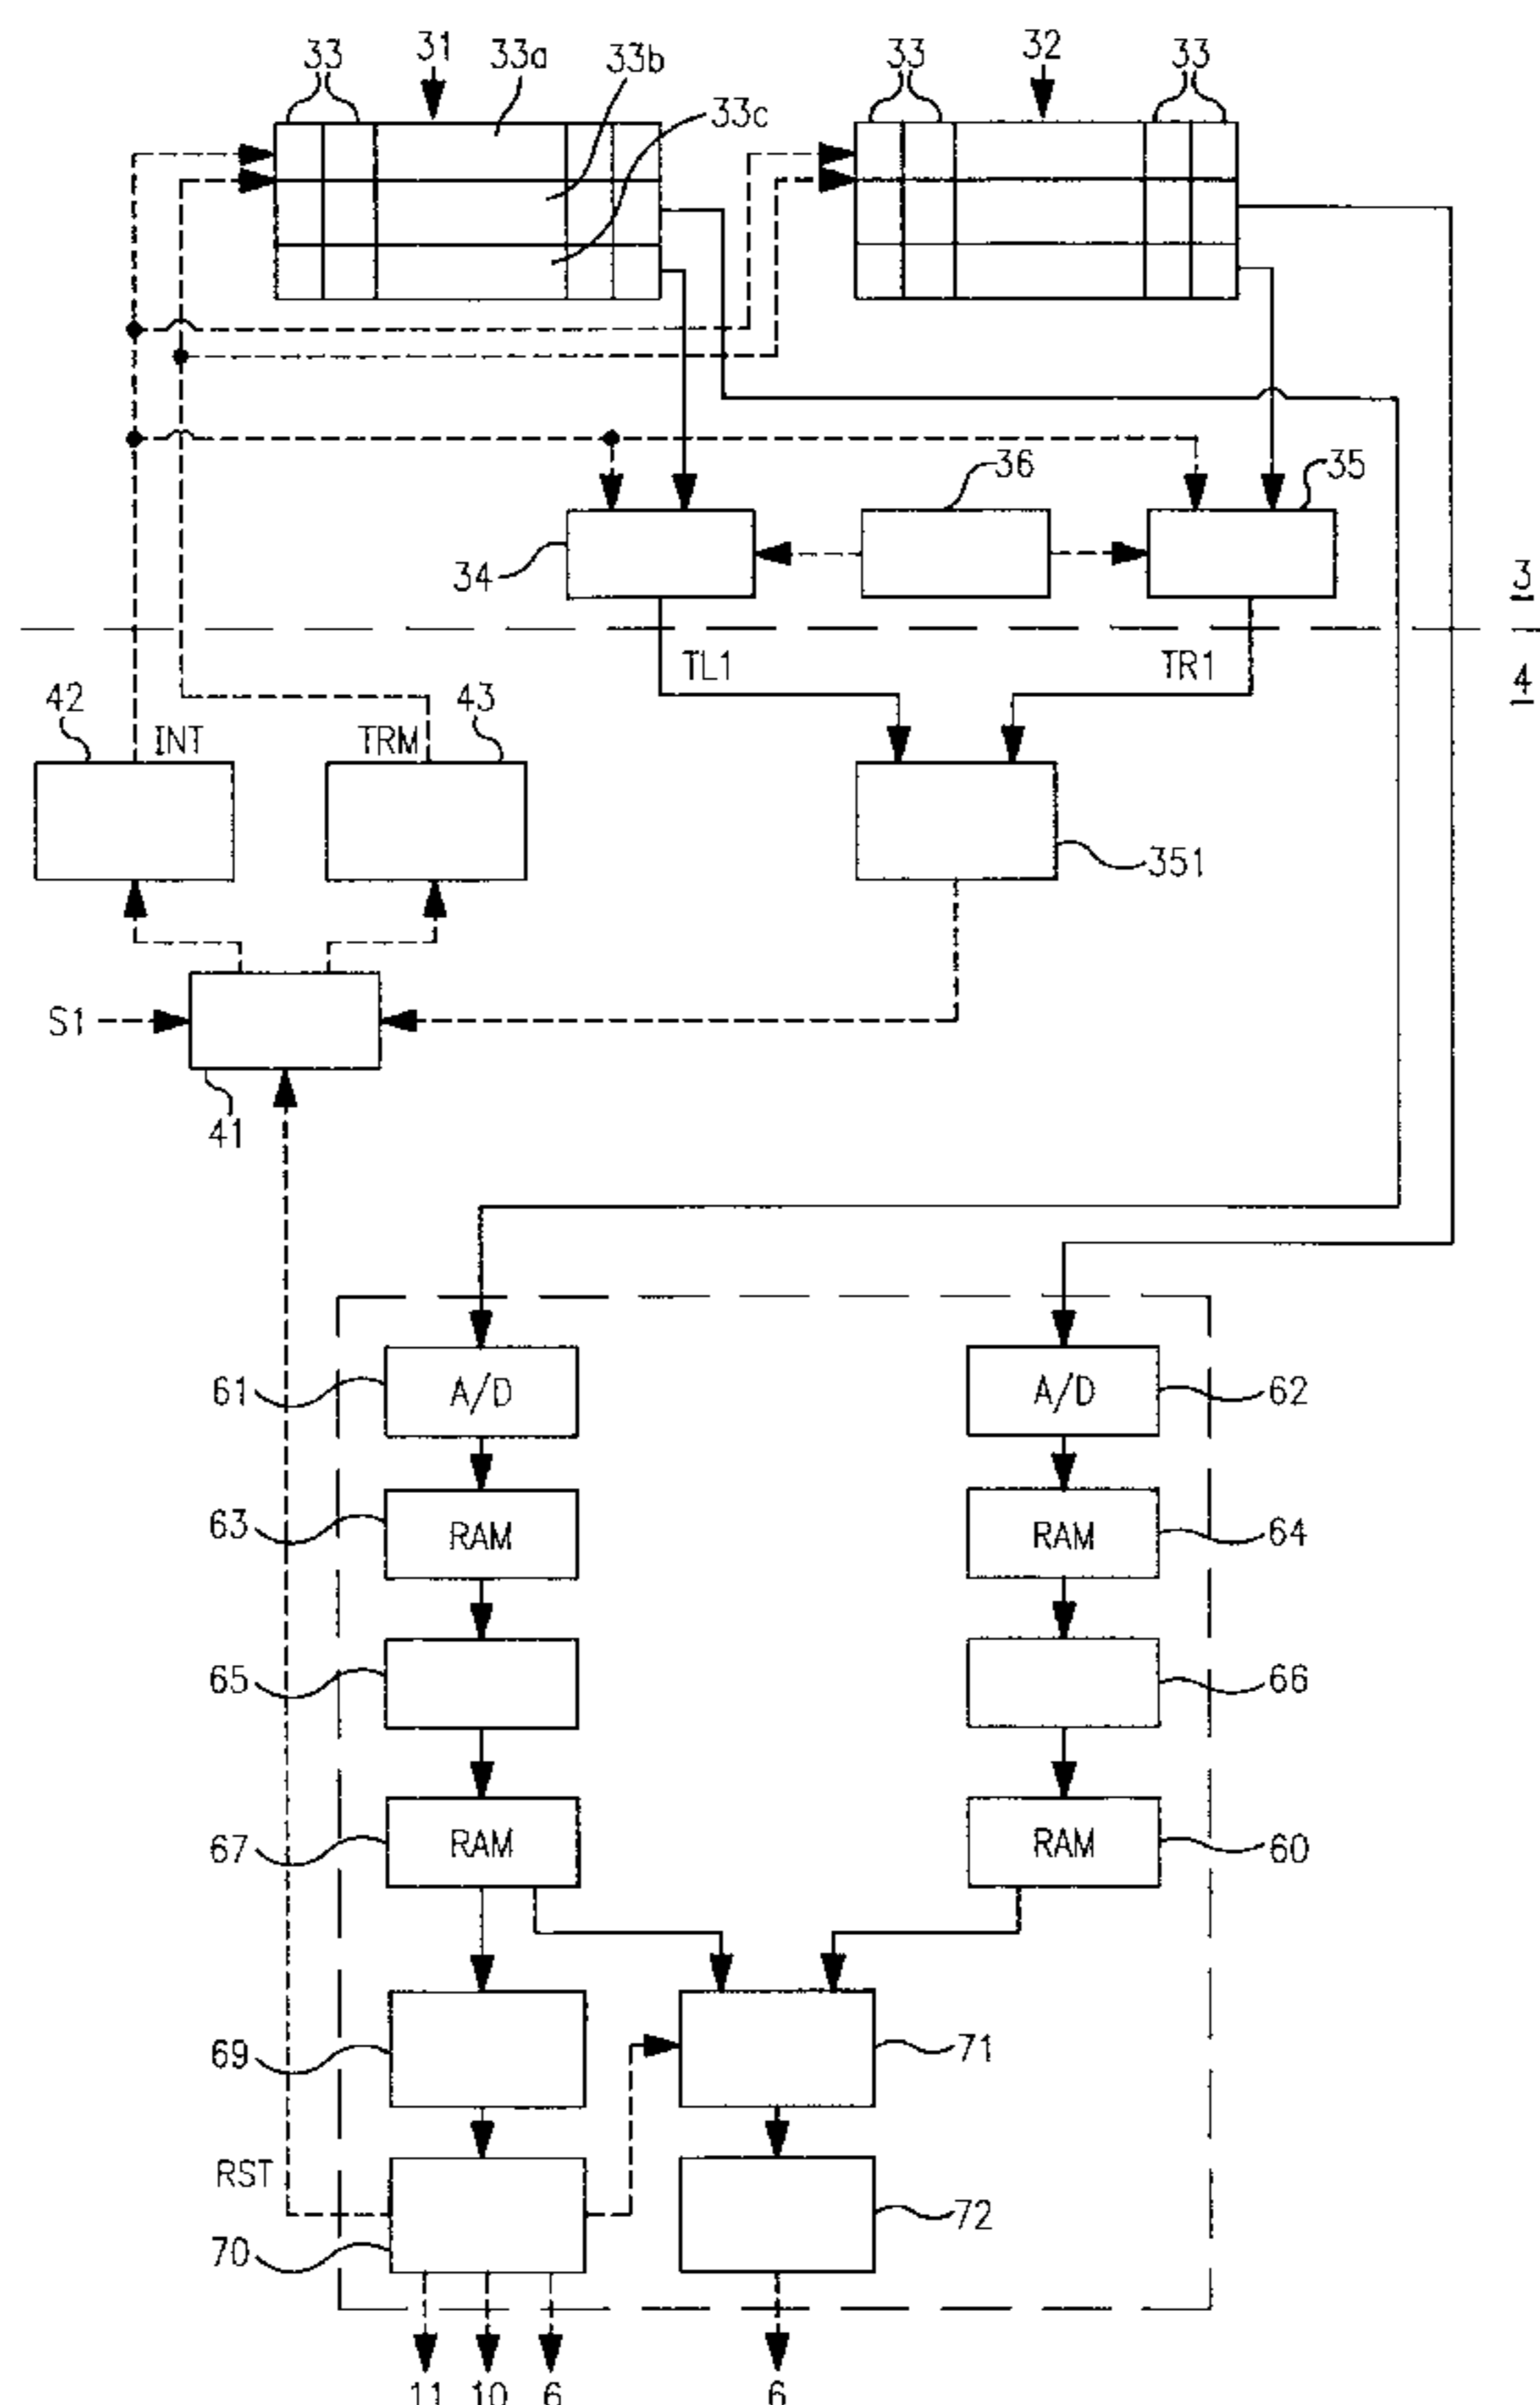 33 31 33a 33b 33c 33 32 33
36 35
34
3
TL1 TR1
4
42 INT TRM 43
351
S1
41
61 A/D A/D 62
63 RAM RAM 64
65 66
67 RAM RAM 60
69 71
RST
70 72
11 10 6 6